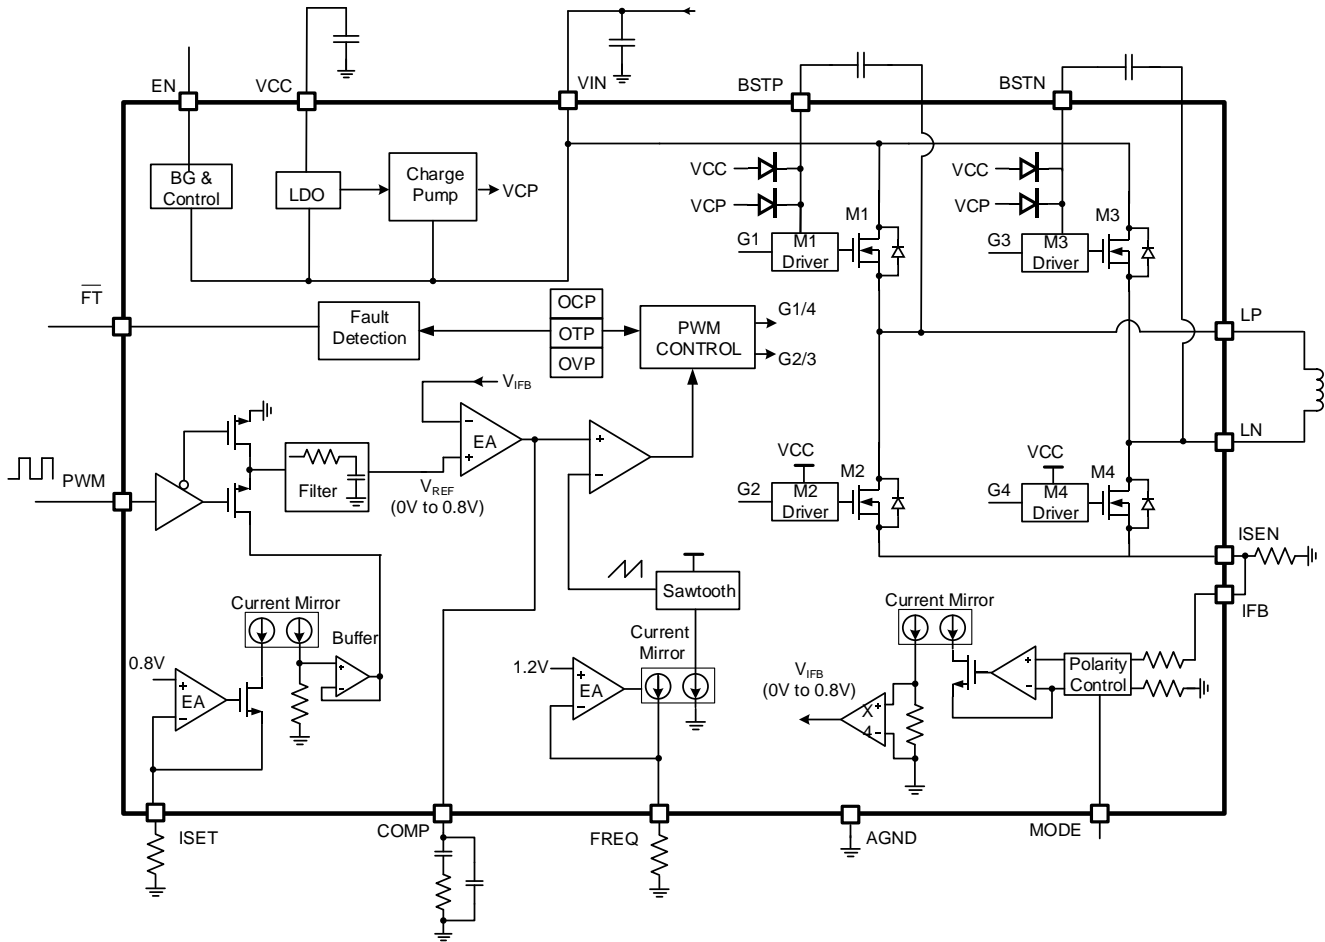 EN
VCC
VIN
BSTP
BSTN
BG &
Control
LDO
Charge
Pump
VCP
VCC
VCP
M1
G1
M1
Driver
VCC
VCP
M3
G3
M3
Driver
FT
Fault
Detection
OCP
OTP
OVP
PWM
CONTROL
G1/4
G2/3
LP
VIFB
−
EA
+
+
−
LN
PWM
Filter
VREF
(0V to 0.8V)
VCC
M2
G2
M2
Driver
VCC
M4
G4
M4
Driver
ISEN
Sawtooth
IFB
Current Mirror
Buffer
+
−
0.8V
+
EA
−
Current
Mirror
1.2V
+
EA
−
Current Mirror
VIFB
(0V to 0.8V)
X
4
+
−
+
−
Polarity
Control
ISET
COMP
FREQ
AGND
MODE